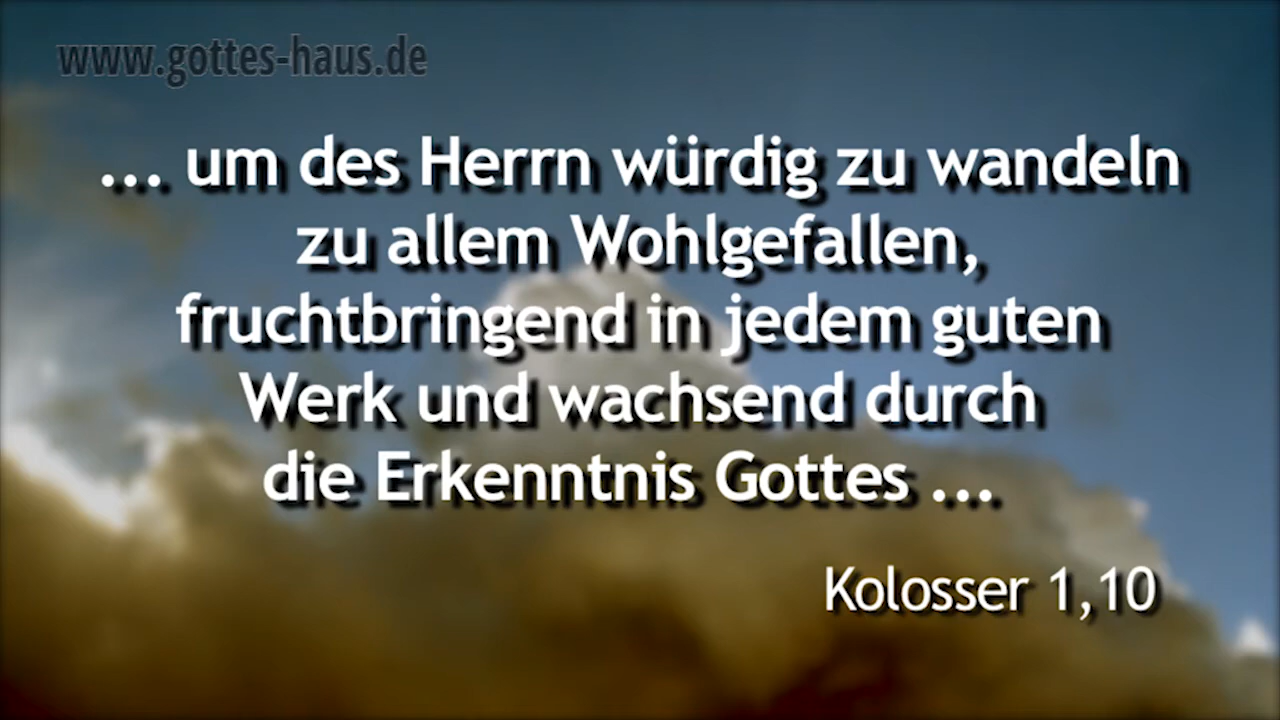 www.gottes-haus.de
... um des Herrn würdig zu wandeln
zu allem Wohlgefallen,
fruchtbringend in jedem guten
Werk und wachsend durch
die Erkenntnis Gottes ...
Kolosser 1,10